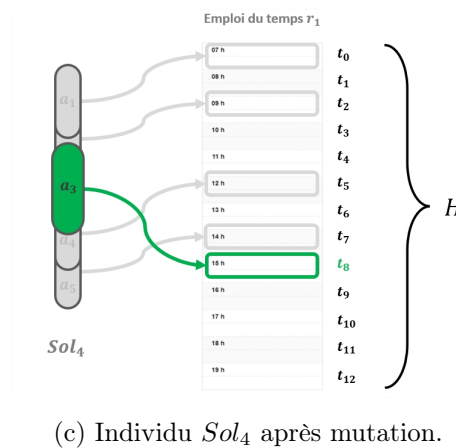 Emploi du temps r₁
07 h t₀
08 h t₁
09 h t₂
10 h t₃
11 h t₄
12 h t₅
13 h t₆
14 h t₇
15 h t₈
16 h t₉
17 h t₁₀
18 h t₁₁
19 h t₁₂
H
a₁
a₃
a₄
a₅
Sol₄
(c) Individu Sol₄ après mutation.